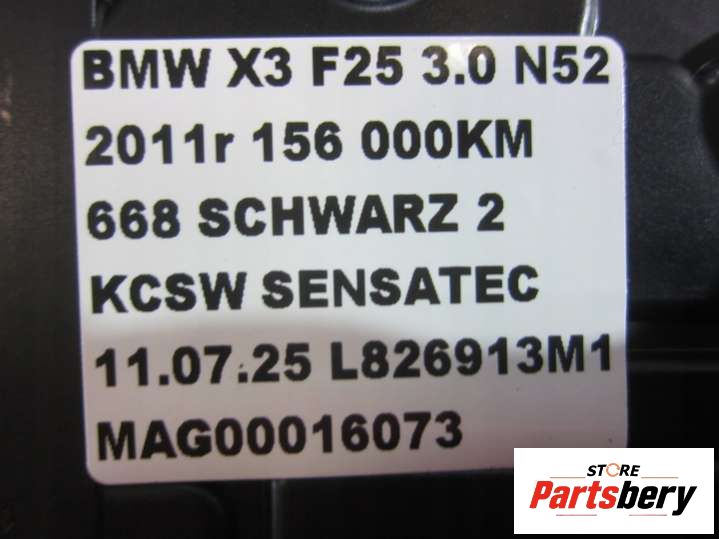 BMW X3 F25 3.0 N52
2011r 156 000KM
668 SCHWARZ 2
KCSW SENSATEC
11.07.25 L826913M1
MAG00016073
STORE
Partsbery